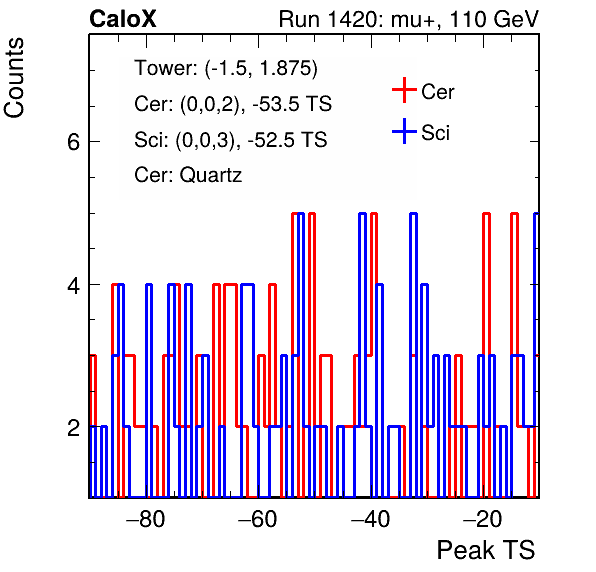 CaloX Run 1420: mu+, 110 GeV
Counts
Tower: (-1.5, 1.875)
Cer: (0,0,2), -53.5 TS
Sci: (0,0,3), -52.5 TS
Cer: Quartz
Cer
Sci
6
4
2
−80 −60 −40 −20
Peak TS